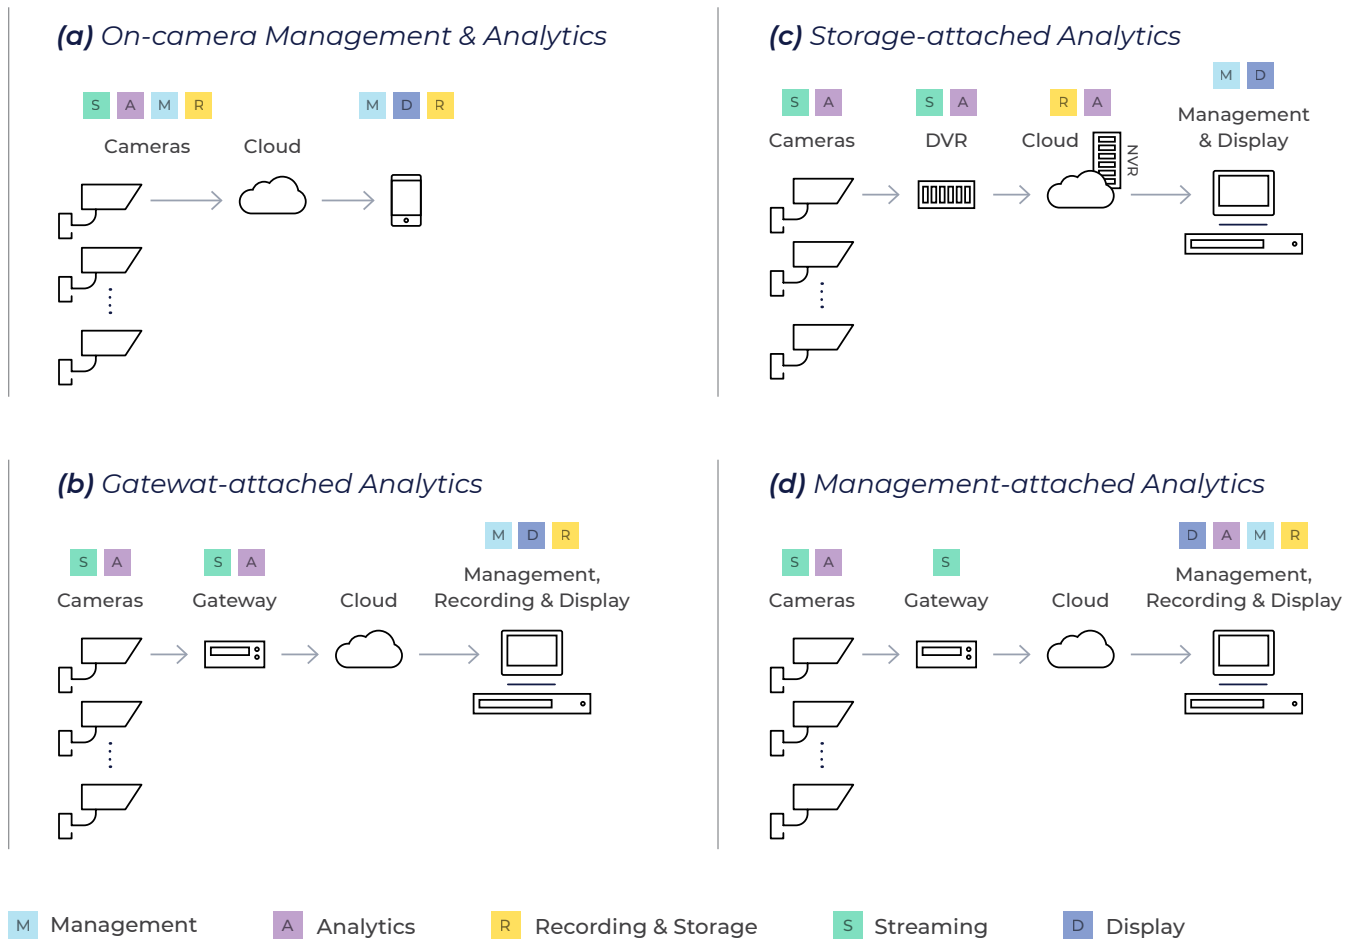 (a) On-camera Management & Analytics
S A M R
M D R
Cameras
Cloud
(c) Storage-attached Analytics
M D
S A
S A
R A
Management
& Display
Cameras
DVR
Cloud
NVR
(b) Gatewat-attached Analytics
M D R
S A
S A
Management,
Recording & Display
Cameras
Gateway
Cloud
(d) Management-attached Analytics
D A M R
S A
S
Management,
Recording & Display
Cameras
Gateway
Cloud
M Management
A Analytics
R Recording & Storage
S Streaming
D Display